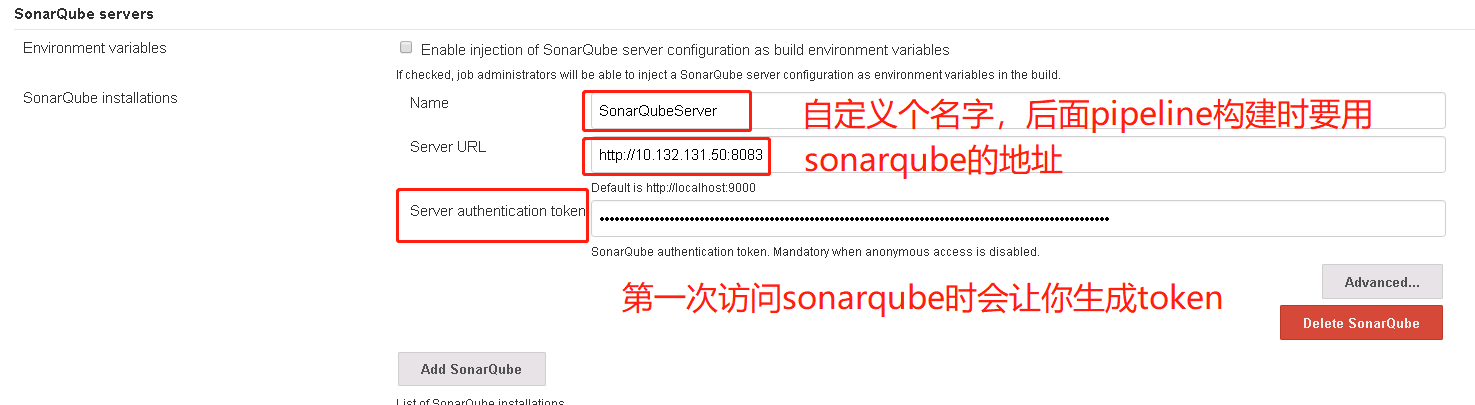 SonarQube servers
Environment variables
Enable injection of SonarQube server configuration as build environment variables
If checked, job administrators will be able to inject a SonarQube server configuration as environment variables in the build.
SonarQube installations
Name
SonarQubeServer
自定义个名字，后面pipeline构建时要用
Server URL
http://10.132.131.50:8083
sonarqube的地址
Default is http://localhost:9000
Server authentication token
SonarQube authentication token. Mandatory when anonymous access is disabled.
第一次访问sonarqube时会让你生成token
Advanced...
Delete SonarQube
Add SonarQube
List of SonarQube installations